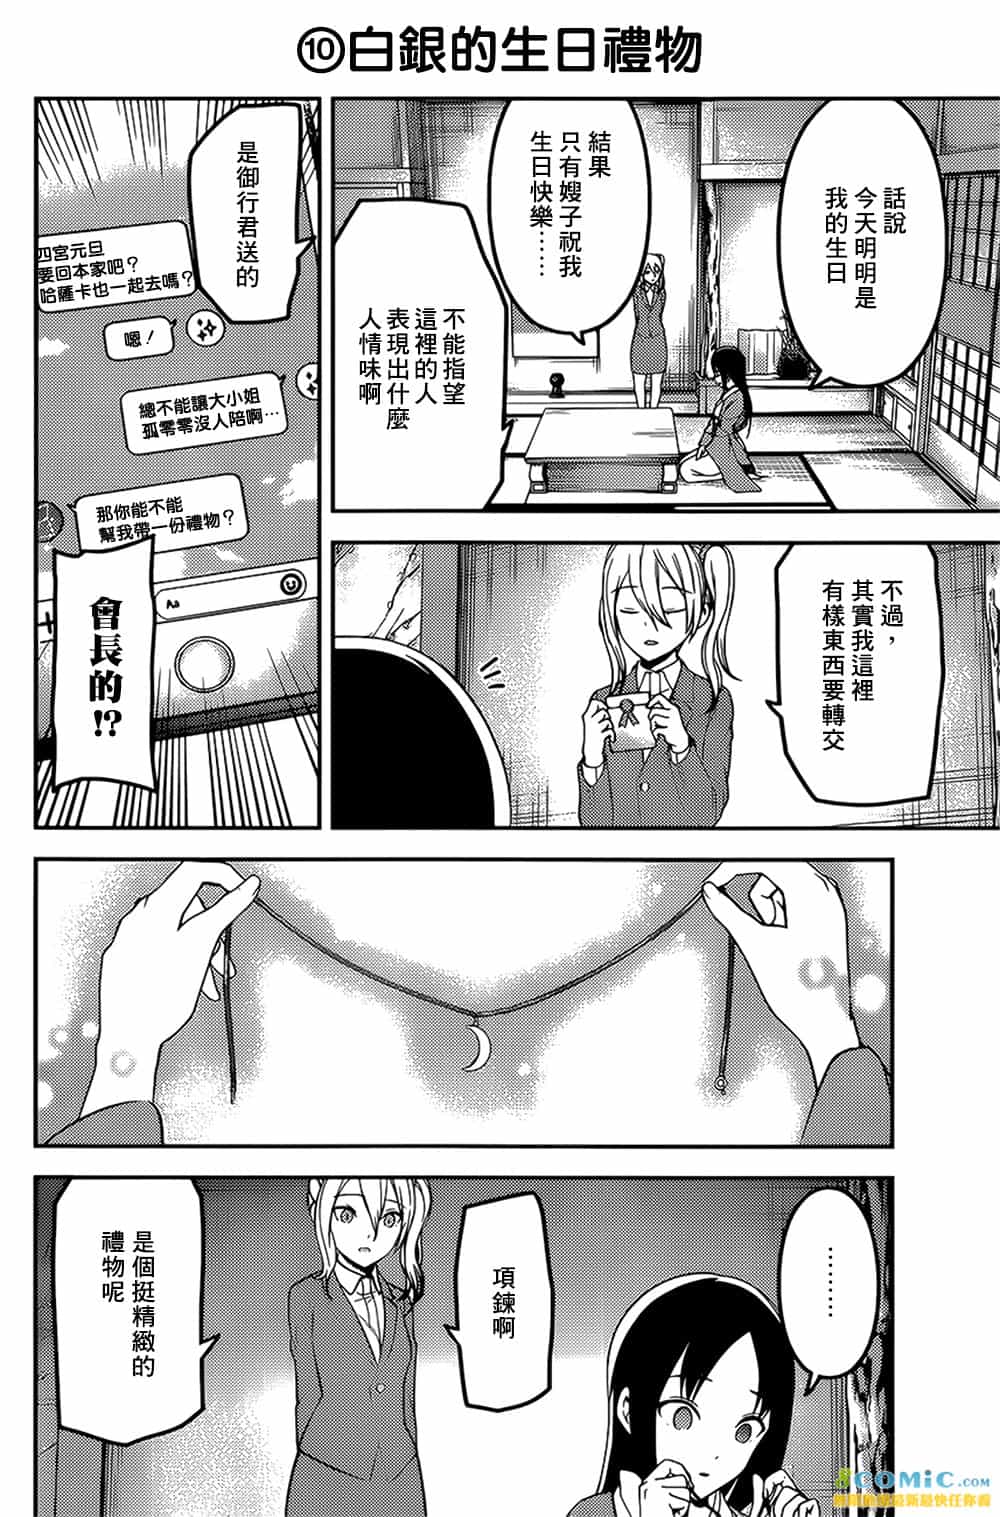 ⑩白銀的生日禮物
話說
今天明明是
我的生日
結果
只有嫂子祝我
生日快樂……
不能指望
這裡的人
表現出什麼
人情味啊
不過，
其實我這裡
有樣東西要轉交
是御行君送的
四宮元旦
要回本家吧？
哈薩卡也一起去嗎？
嗯！
總不能讓大小姐
孤零零沒人陪啊…
那你能不能
幫我帶一份禮物？
會長的!?
………
項鍊啊
是個挺精緻的
禮物呢
COMIC.COM